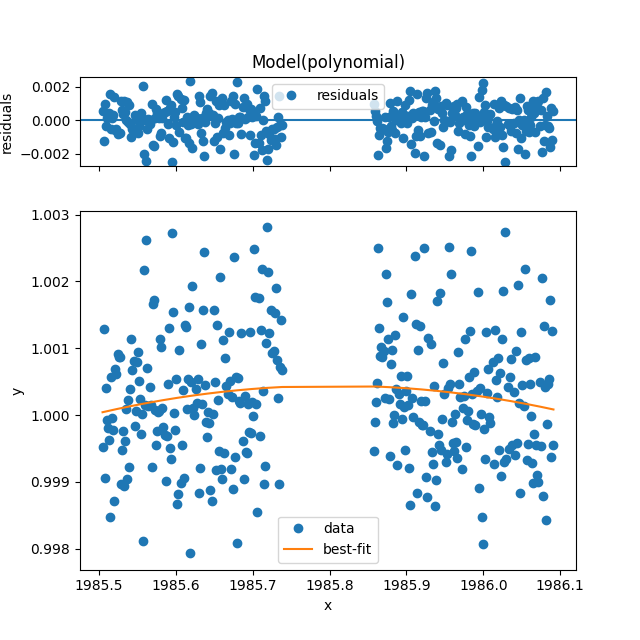 Model(polynomial)
0.002
0.000
−0.002
residuals
residuals
1.003
1.002
1.001
1.000
0.999
0.998
y
data
best-fit
1985.5 1985.6 1985.7 1985.8 1985.9 1986.0 1986.1
x